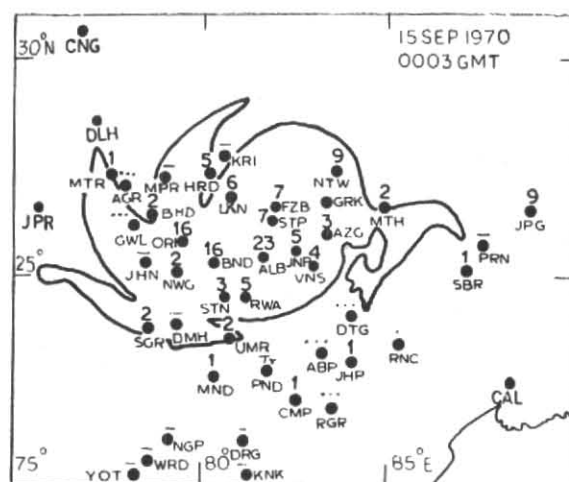 30°N CNG 15 SEP 1970
0003 GMT
DLH
1 .... – 5 – KRI 9
MTR AGR MPR HRD 6 NTW
JPR 2 BHD LKN 7 FZB GRK 2 9
.... GWL ORI 16 7 STP 3 AZG MTH JPG
– JHN 2 16 BND 23 ALB 5 JNP 4 – PRN
25° NWG VNS 1 SBR
3 STN 5 RWA
2 SGR – DMH 2 UMR .... DTG
1 MND Tr PND .... ABP 1 JHP . RNC
1 CMP .... RGR CAL
– NGP – DRG
75° – WRD 80° 85°E
YOT – – KNK